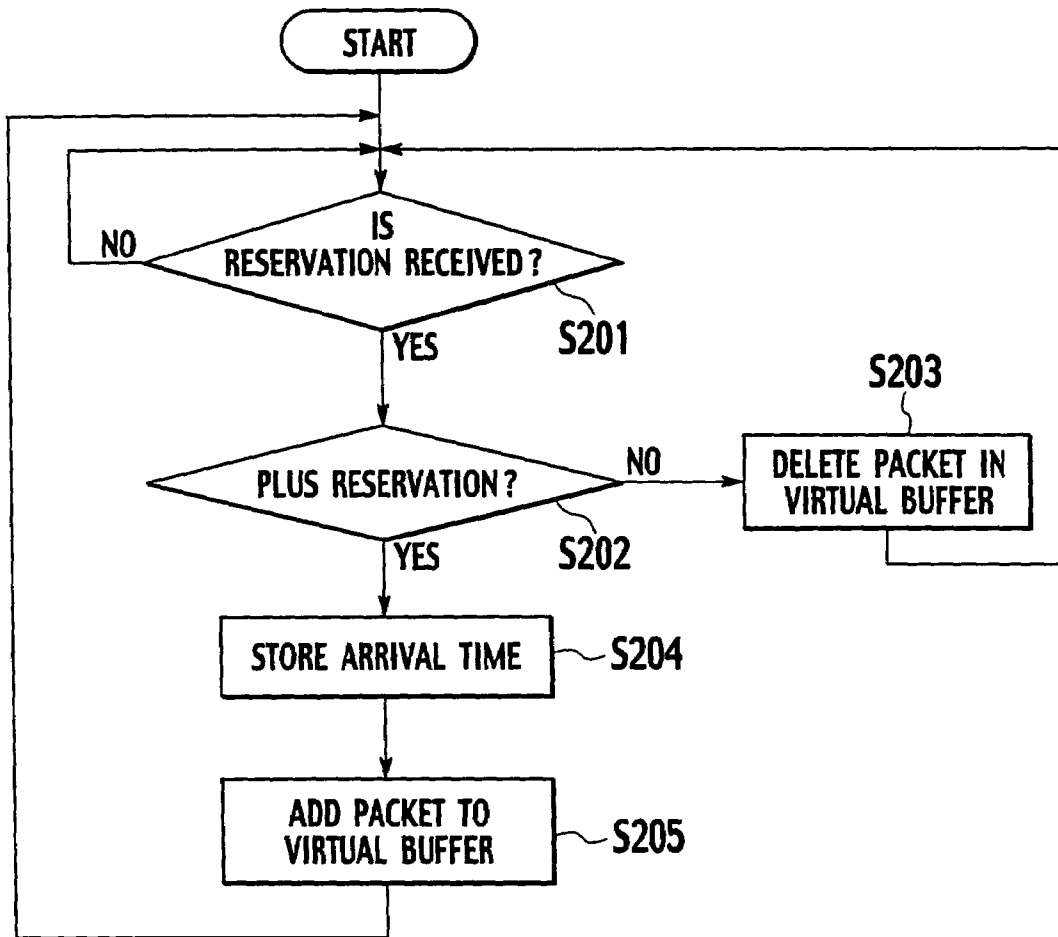 START
IS
RESERVATION RECEIVED?
NO
S201
YES
S203
PLUS RESERVATION?
NO
DELETE PACKET IN
VIRTUAL BUFFER
S202
YES
STORE ARRIVAL TIME
S204
ADD PACKET TO
VIRTUAL BUFFER
S205